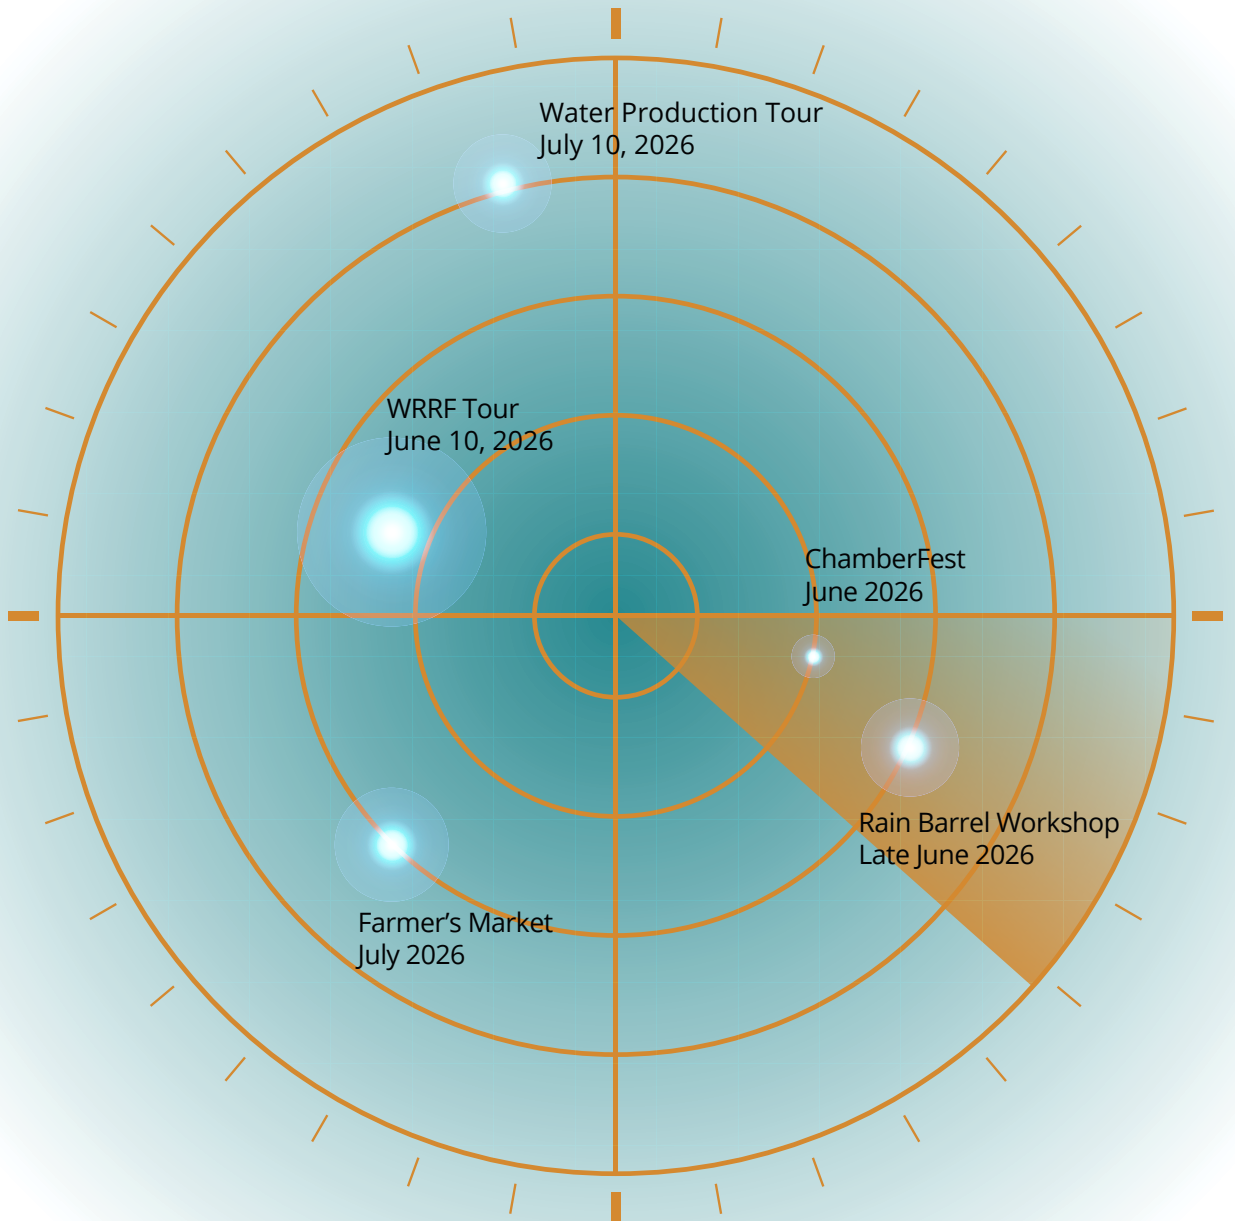 Water Production Tour
July 10, 2026
WRRF Tour
June 10, 2026
ChamberFest
June 2026
Rain Barrel Workshop
Late June 2026
Farmer’s Market
July 2026